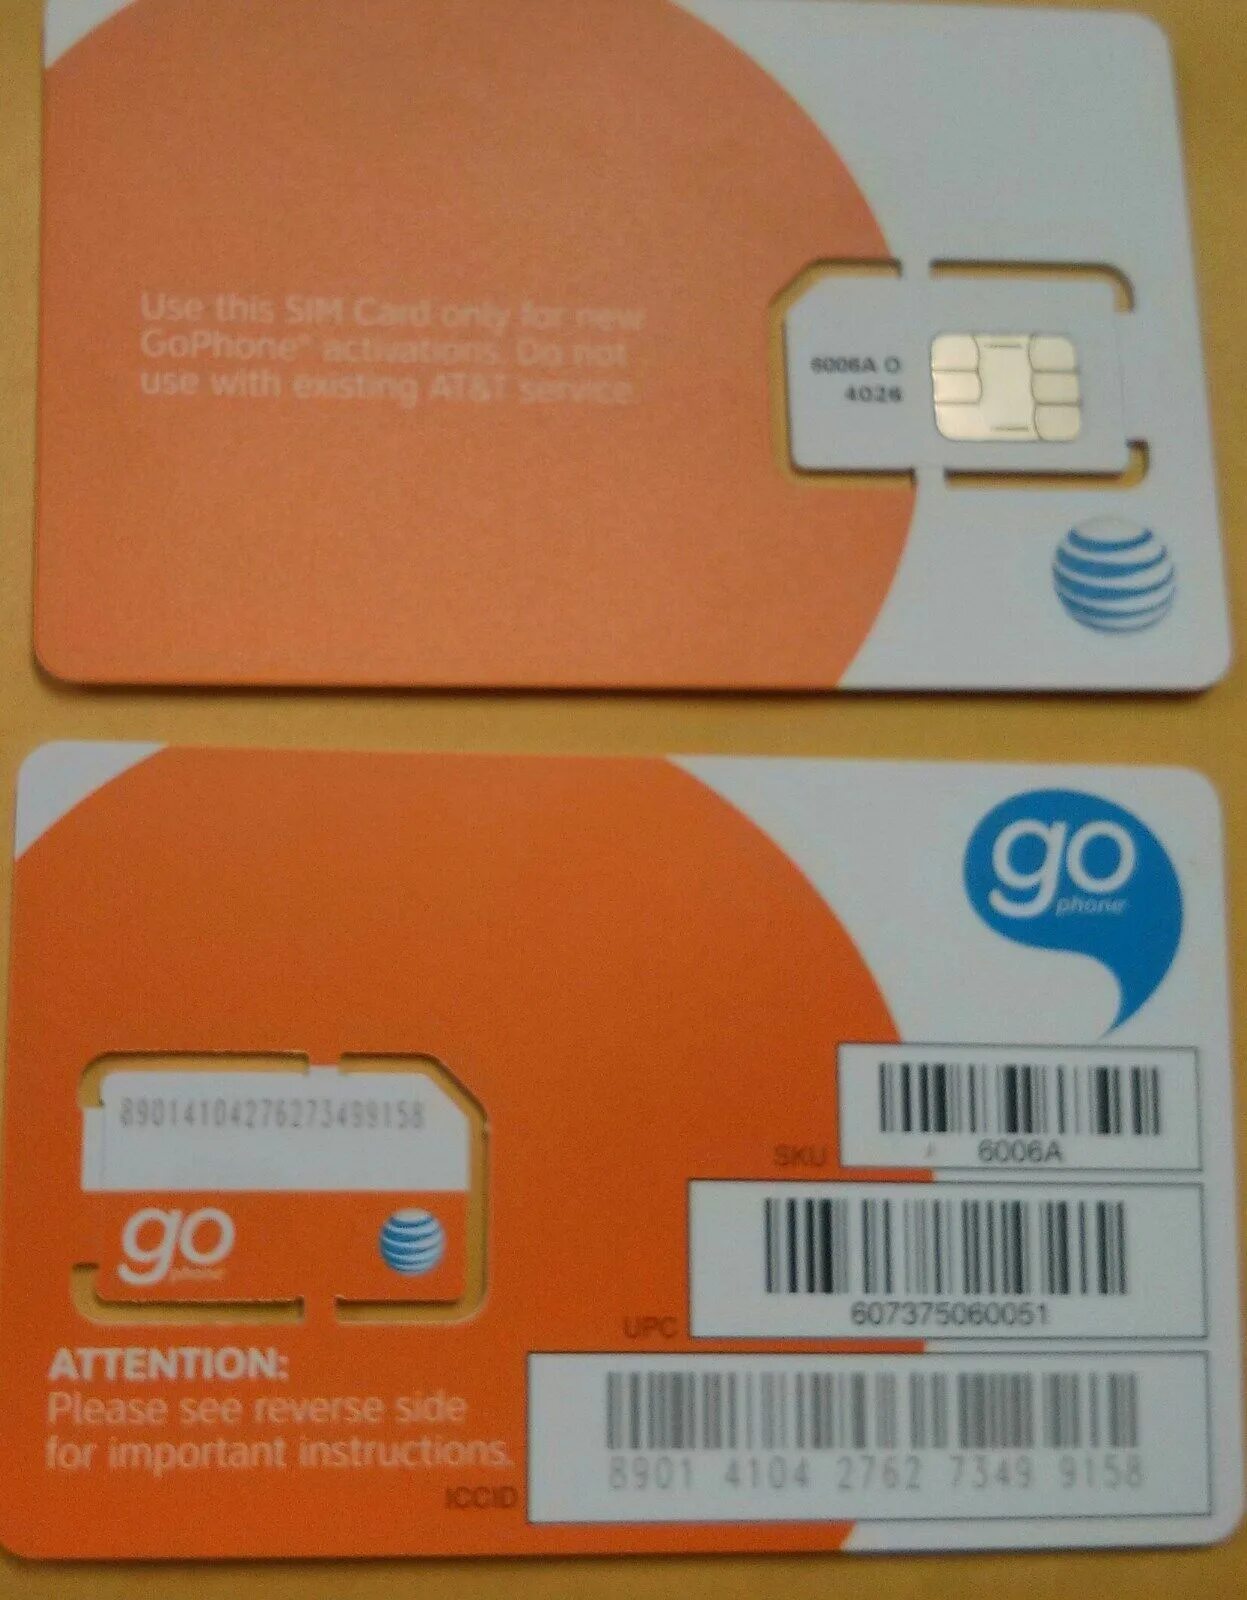 Use this SIM Card only for new
GoPhone® activations. Do not
use with existing AT&T service.
6006A O
4026
go
phone
89014104276273499158
go
phone
SKU
6006A
UPC
607375060051
ATTENTION:
Please see reverse side
for important instructions.
ICCID
8901 4104 2762 7349 9158